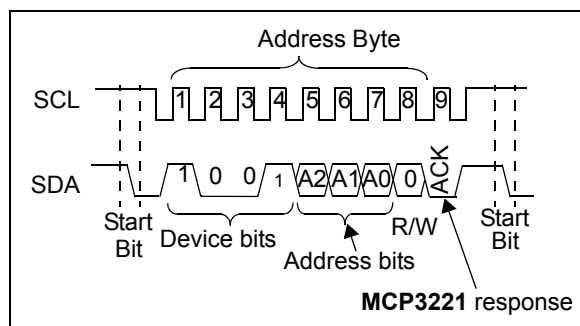 Address Byte
SCL 1 2 3 4 5 6 7 8 9
SDA 1 0 0 1 A2 A1 A0 0 ACK
Start Bit
Device bits
Address bits
R/W
Start Bit
MCP3221 response